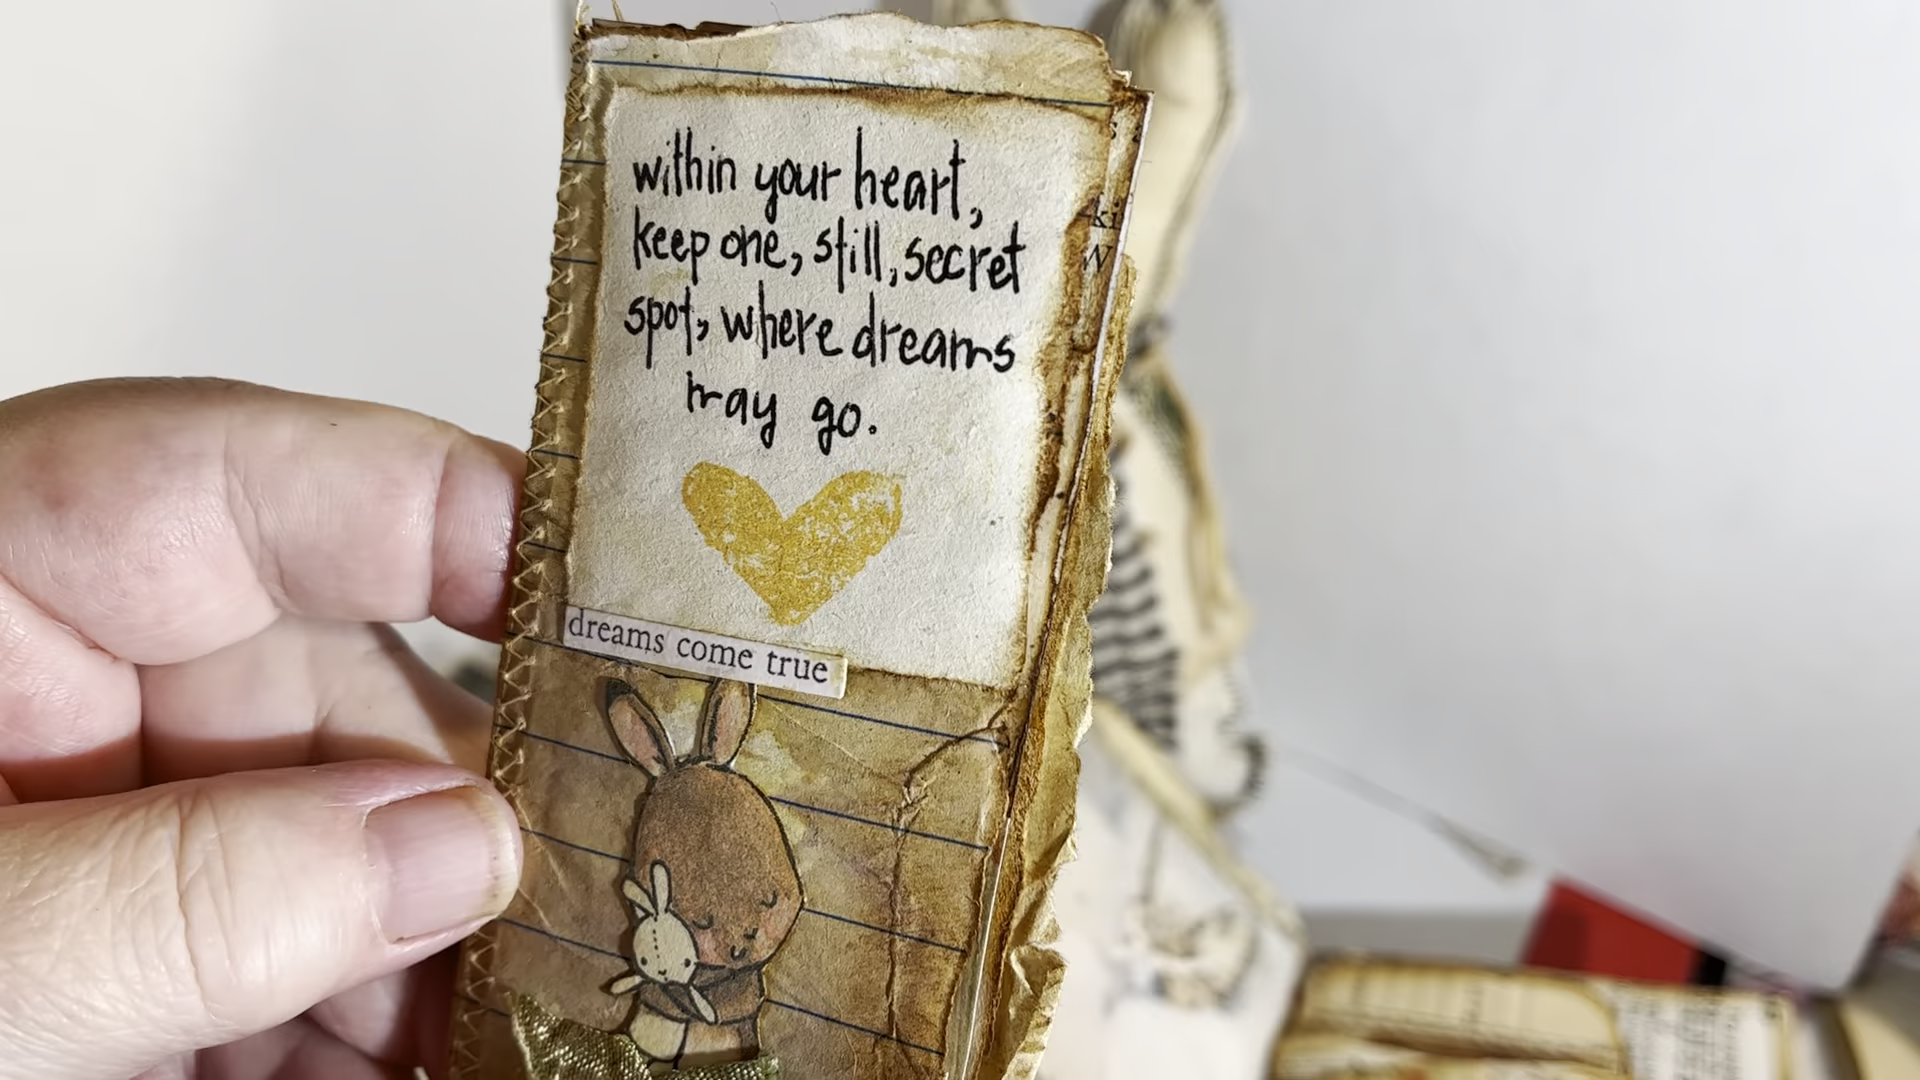 within your heart,
keep one, still, secret
spot, where dreams
may go.
dreams come true